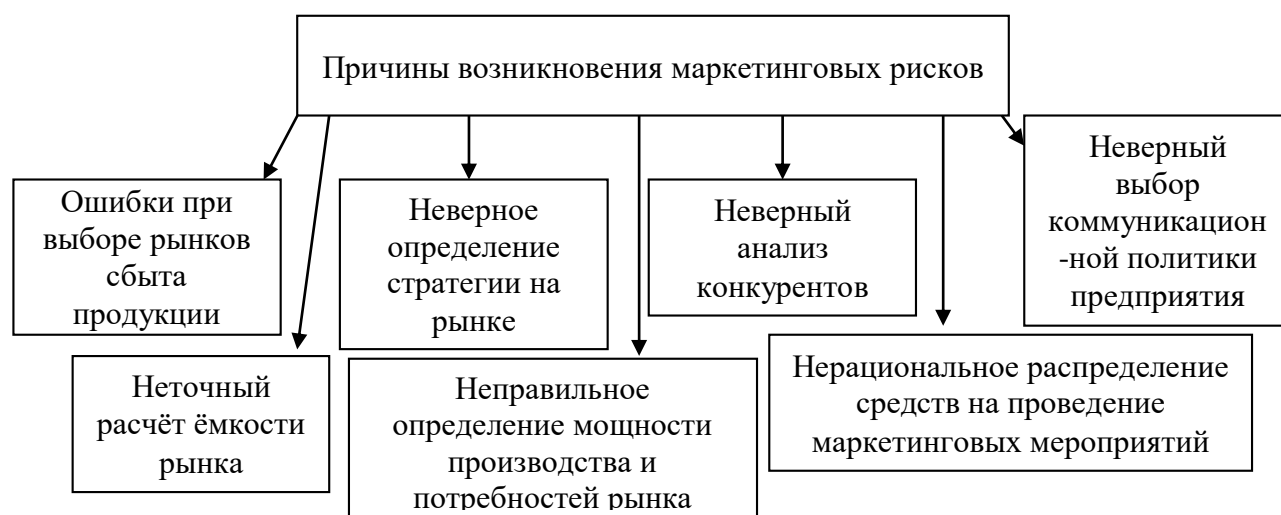 Причины возникновения маркетинговых рисков
Ошибки при
выборе рынков
сбыта
продукции
Неверное
определение
стратегии на
рынке
Неверный
анализ
конкурентов
Неверный
выбор
коммуникацион
-ной политики
предприятия
Неточный
расчёт ёмкости
рынка
Неправильное
определение мощности
производства и
потребностей рынка
Нерациональное распределение
средств на проведение
маркетинговых мероприятий